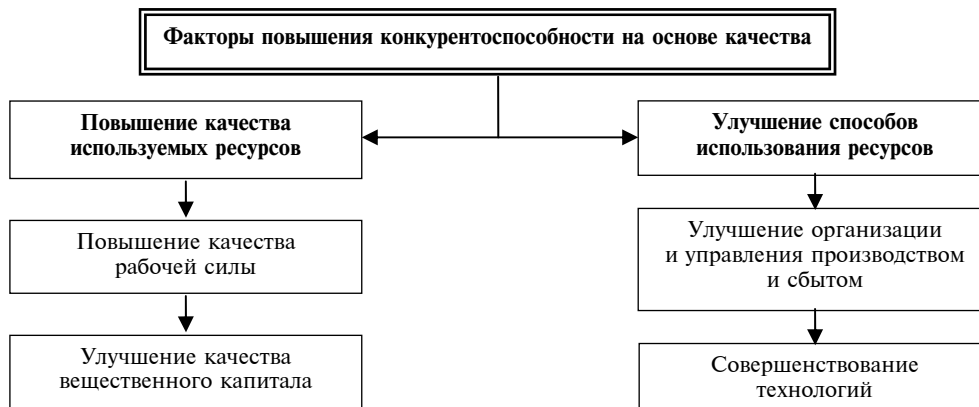 Факторы повышения конкурентоспособности на основе качества
Повышение качества
используемых ресурсов
Улучшение способов
использования ресурсов
Повышение качества
рабочей силы
Улучшение организации
и управления производством
и сбытом
Улучшение качества
вещественного капитала
Совершенствование
технологий